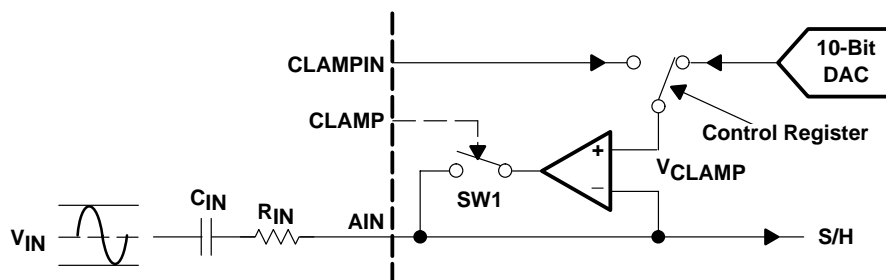 10-Bit
DAC
CLAMPIN
CLAMP
Control Register
+
VCLAMP
−
SW1
CIN
RIN
AIN
VIN
S/H